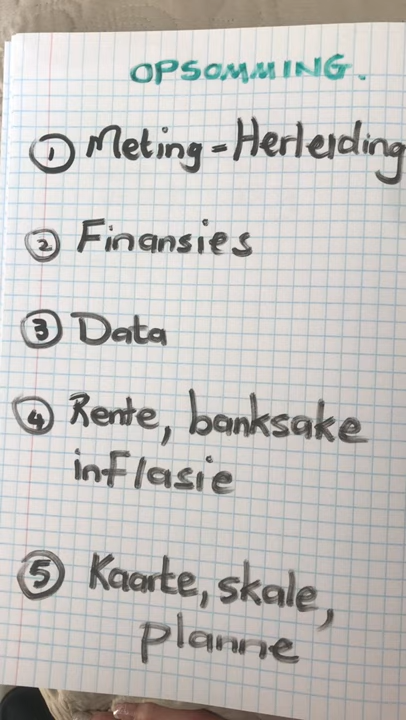 OPSOMMING.
① Meting - Herleiding
② Finansies
③ Data
④ Rente, banksake
inflasie
⑤ Kaarte, skale,
planne